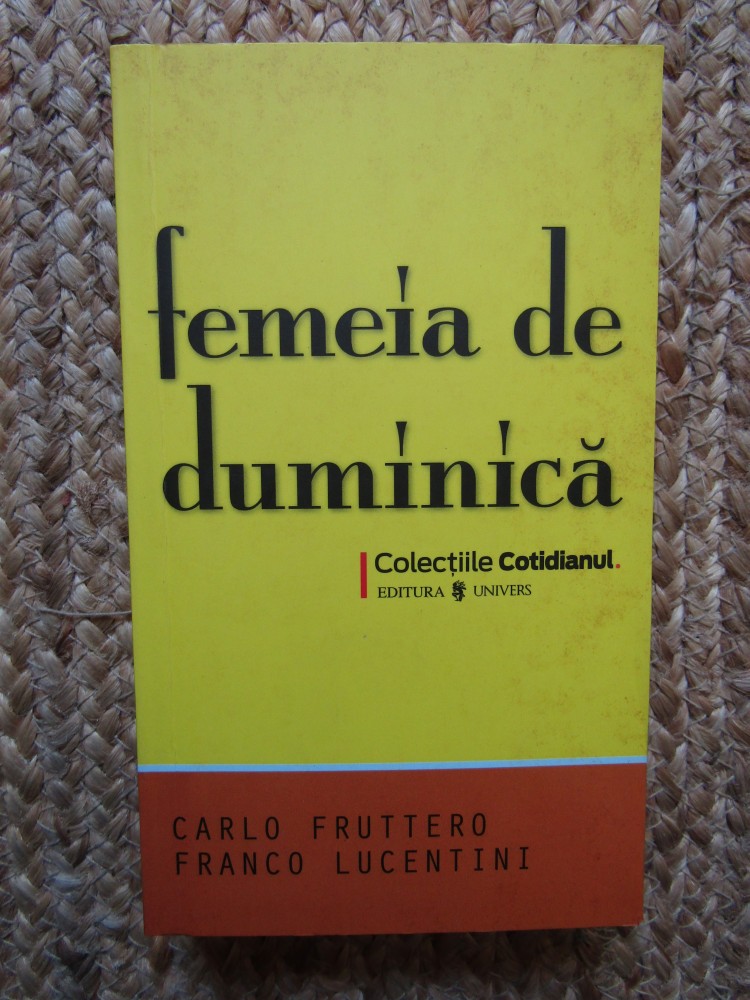 femeia de
duminică
Colecțiile Cotidianul.
EDITURA UNIVERS
CARLO FRUTTERO
FRANCO LUCENTINI